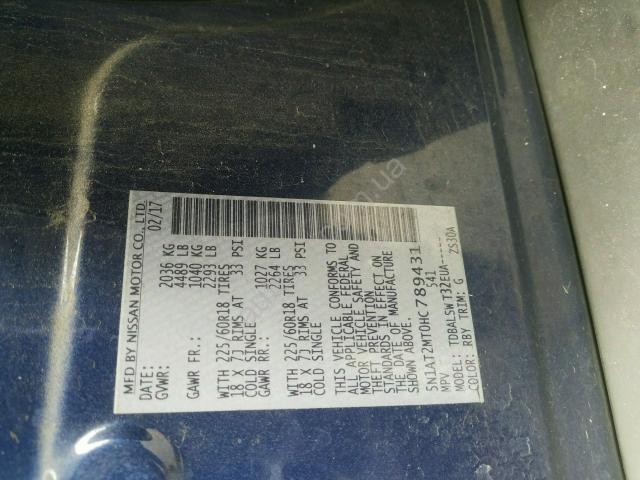 MFD BY NISSAN MOTOR CO., LTD.
DATE: 02/17
GVWR: 2036 KG
4489 LB
GAWR FR.: 1040 KG
2293 LB
WITH 225/60R18 TIRES
18 X 7J RIMS AT 33 PSI
COLD SINGLE
GAWR RR.: 1027 KG
2264 LB
WITH 225/60R18 TIRES
18 X 7J RIMS AT 33 PSI
COLD SINGLE
THIS VEHICLE CONFORMS TO
ALL APPLICABLE FEDERAL
MOTOR VEHICLE SAFETY AND
THEFT PREVENTION
STANDARDS IN EFFECT ON
THE DATE OF MANUFACTURE
SHOWN ABOVE.
5N1AT2MT0HC789431
MPV 541
MODEL: TDBALSWT32EUA-----
COLOR: RBY TRIM: G ZS30A